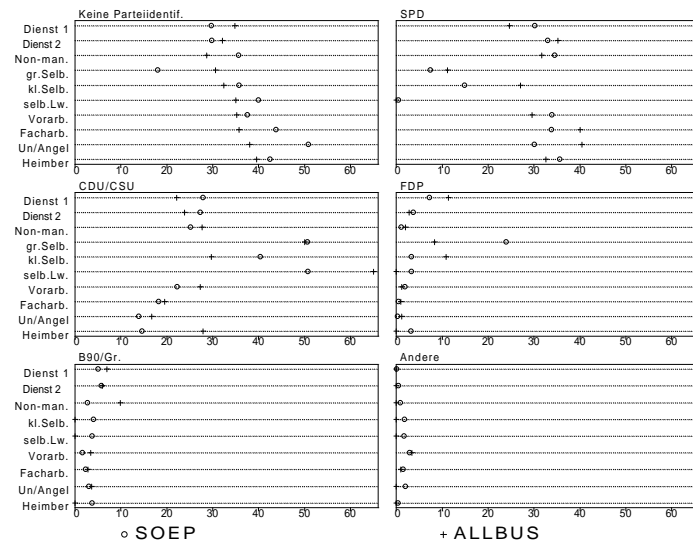 Keine Parteiidentif.
SPD
Dienst 1
Dienst 2
Non-man.
gr.Selb.
kl.Selb.
selb.Lw.
Vorarb.
Facharb.
Un/Angel
Heimber
0 10 20 30 40 50 60
0 10 20 30 40 50 60
CDU/CSU
FDP
Dienst 1
Dienst 2
Non-man.
gr.Selb.
kl.Selb.
selb.Lw.
Vorarb.
Facharb.
Un/Angel
Heimber
0 10 20 30 40 50 60
0 10 20 30 40 50 60
B90/Gr.
Andere
Dienst 1
Dienst 2
Non-man.
kl.Selb.
selb.Lw.
Vorarb.
Facharb.
Un/Angel
Heimber
0 10 20 30 40 50 60
0 10 20 30 40 50 60
SOEP
+ ALLBUS